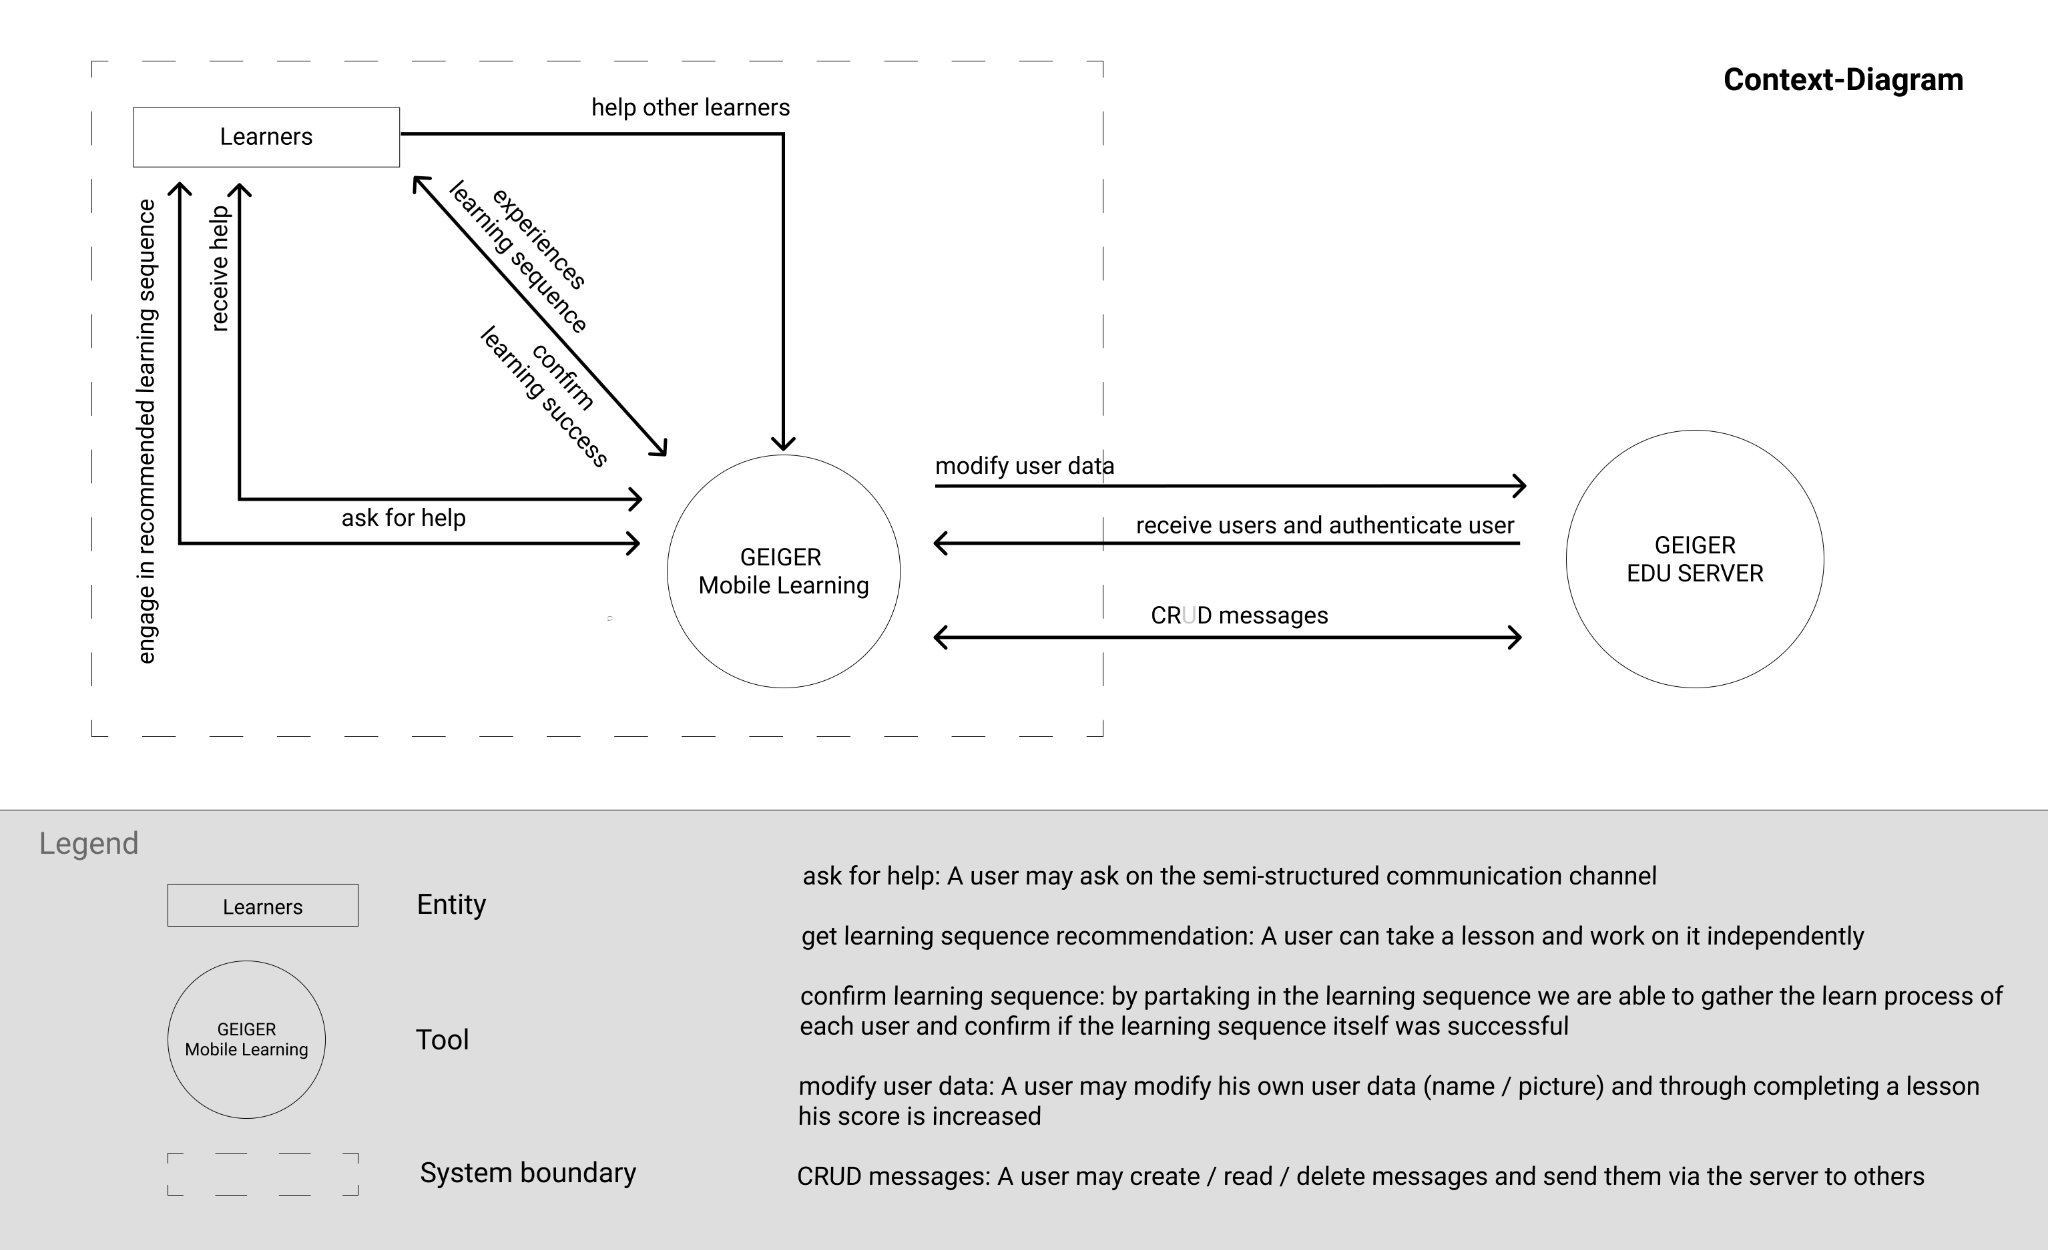 Context-Diagram
Learners
help other learners
engage in recommended learning sequence
receive help
experiences
learning sequence
confirm
learning success
ask for help
GEIGER
Mobile Learning
modify user data
receive users and authenticate user
CRUD messages
GEIGER
EDU SERVER
Legend
Learners
Entity
GEIGER
Mobile Learning
Tool
System boundary
ask for help: A user may ask on the semi-structured communication channel
get learning sequence recommendation: A user can take a lesson and work on it independently
confirm learning sequence: by partaking in the learning sequence we are able to gather the learn process of
each user and confirm if the learning sequence itself was successful
modify user data: A user may modify his own user data (name / picture) and through completing a lesson
his score is increased
CRUD messages: A user may create / read / delete messages and send them via the server to others